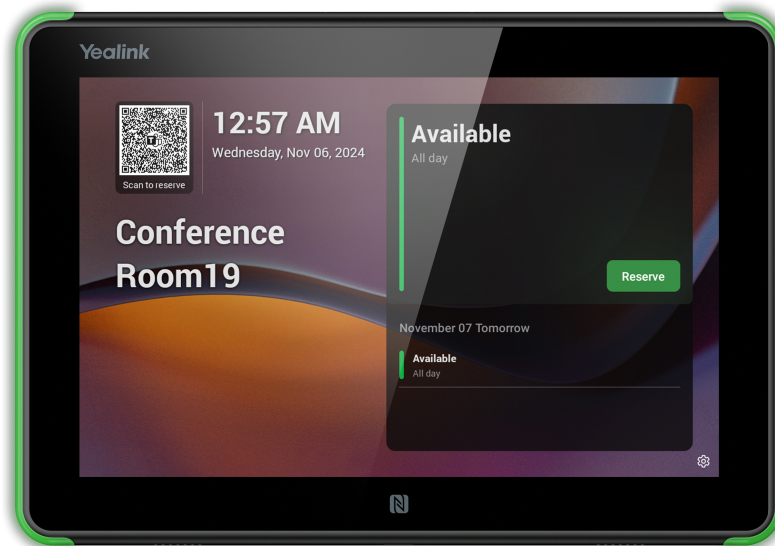 Yealink
12:57 AM
Wednesday, Nov 06, 2024
Scan to reserve
Conference
Room19
Available
All day
Reserve
November 07 Tomorrow
Available
All day